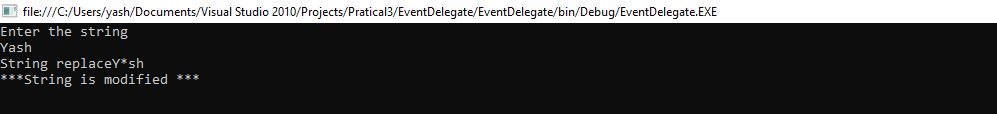 file:///C:/Users/yash/Documents/Visual Studio 2010/Projects/Pratical3/EventDelegate/EventDelegate/bin/Debug/EventDelegate.EXE
Enter the string
Yash
String replaceY*sh
***String is modified ***